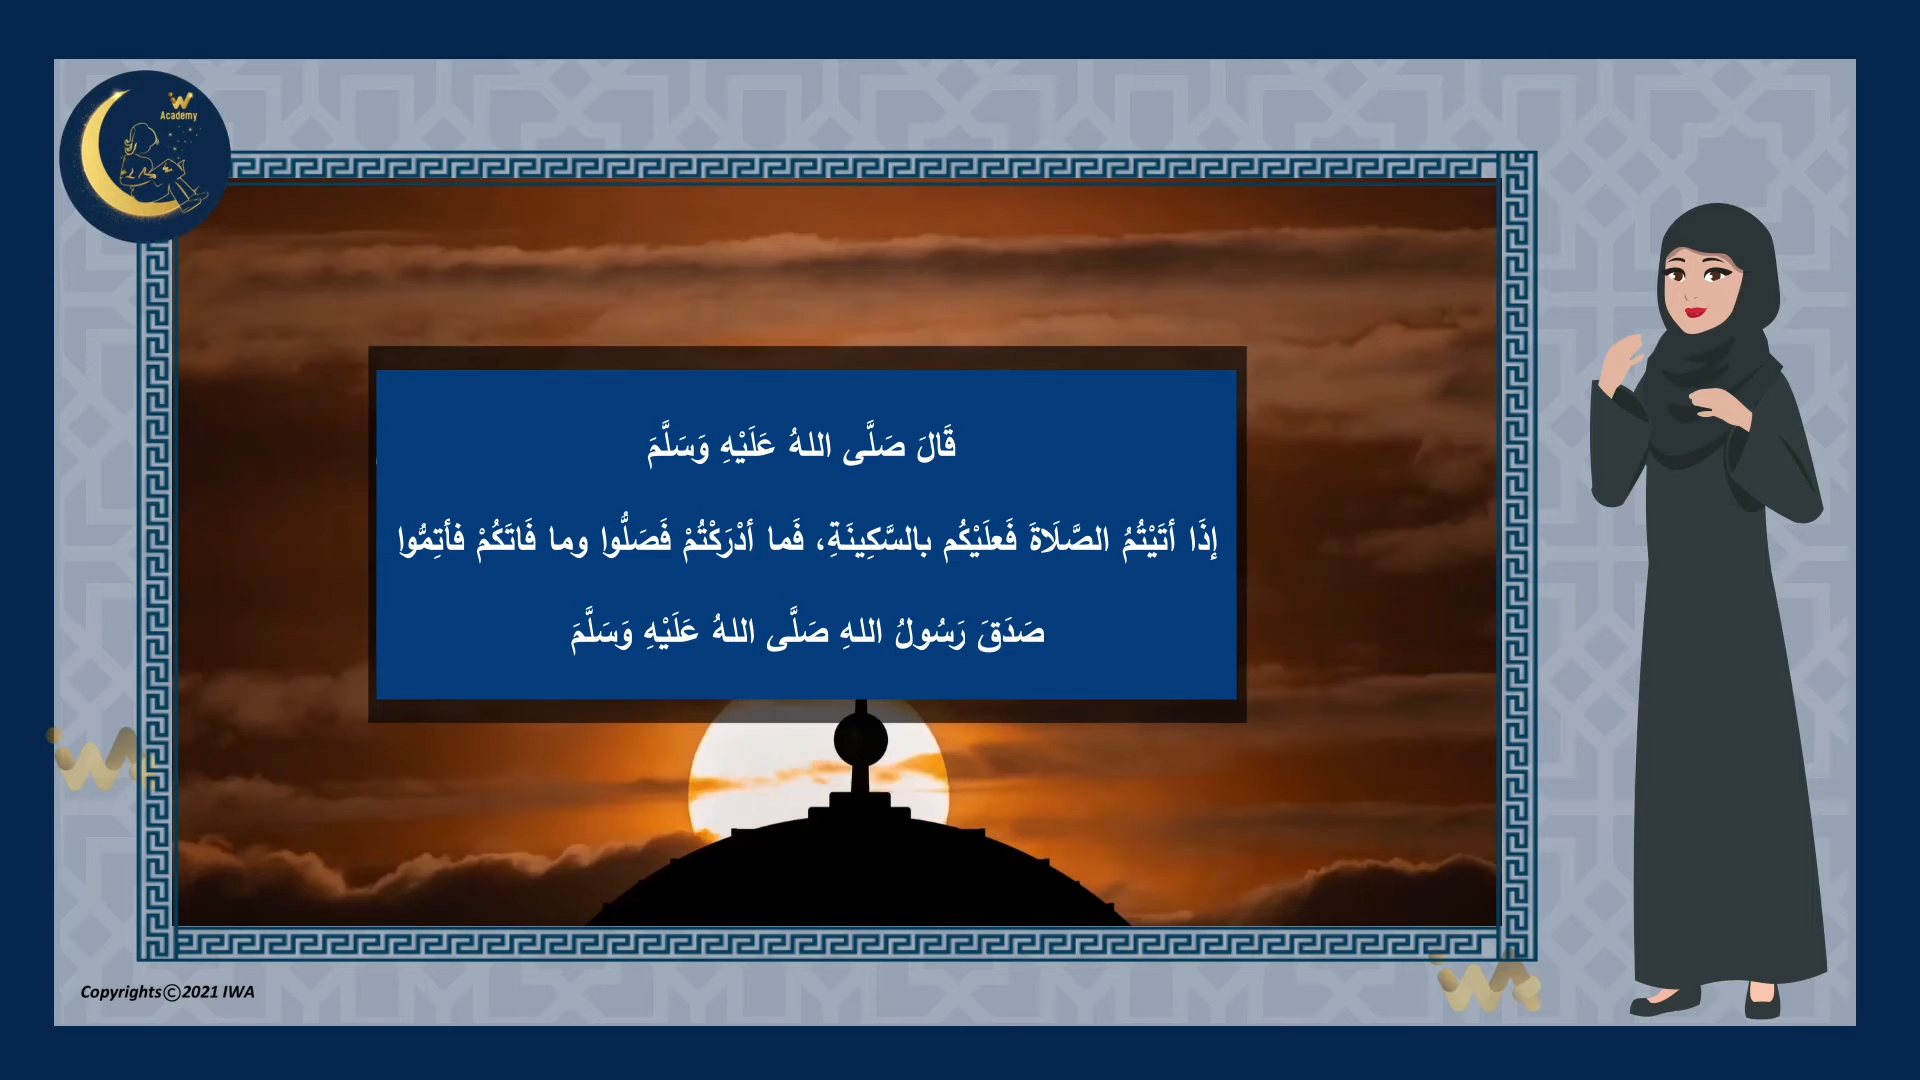 W
Academy
قَالَ صَلَّى اللهُ عَلَيْهِ وَسَلَّمَ
إِذَا أتَيْتُمُ الصَّلَاةَ فَعلَيْكُم بالسَّكِينَةِ، فَما أدْرَكْتُمْ فَصَلُّوا وما فَاتَكُمْ فأتِمُّوا
صَدَقَ رَسُولُ اللهِ صَلَّى اللهُ عَلَيْهِ وَسَلَّمَ
Copyrights©2021 IWA